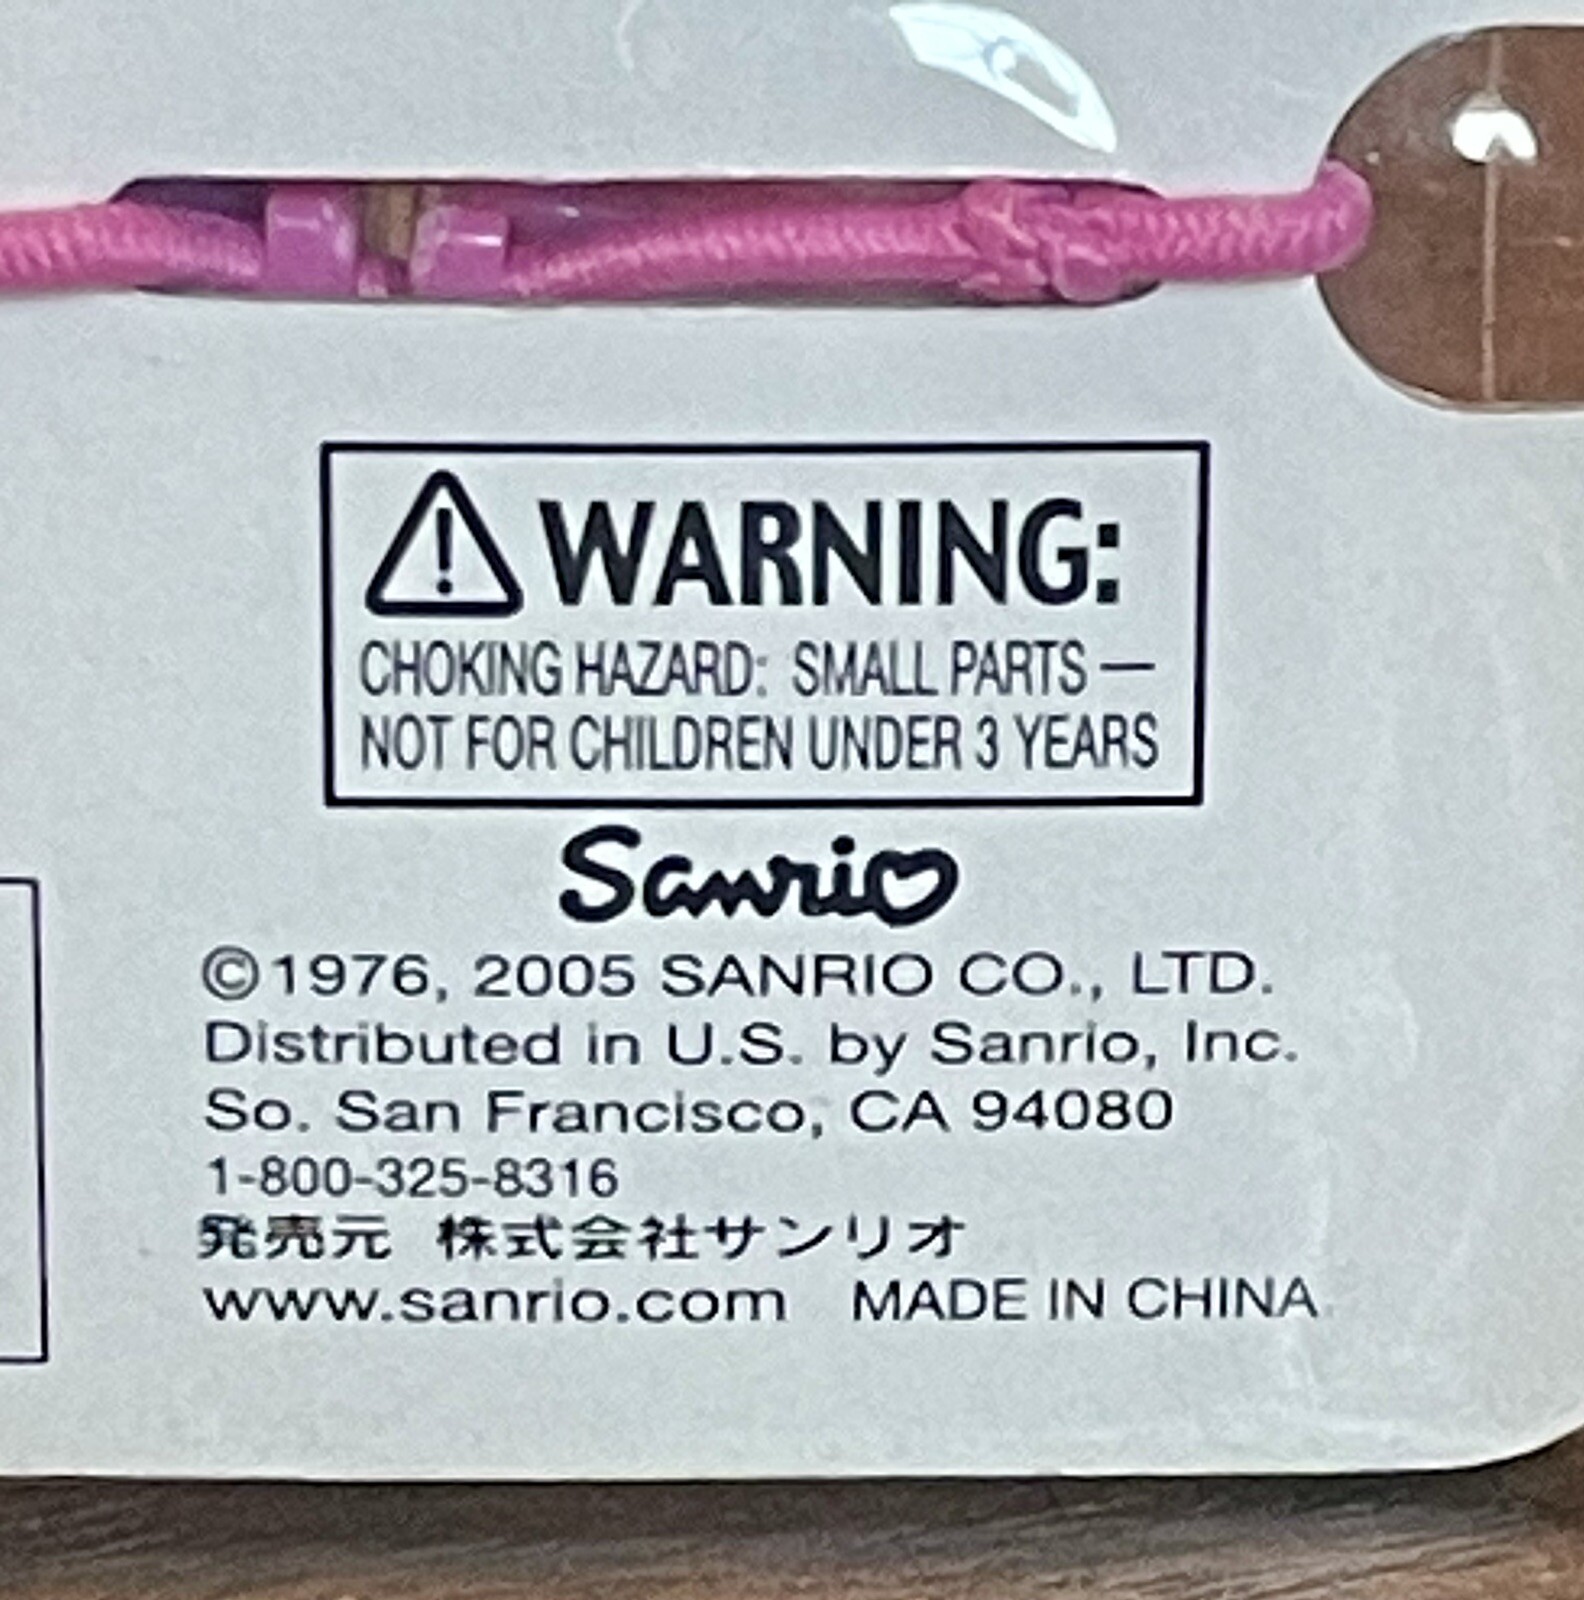 WARNING:
CHOKING HAZARD: SMALL PARTS —
NOT FOR CHILDREN UNDER 3 YEARS
Sanrio
©1976, 2005 SANRIO CO., LTD.
Distributed in U.S. by Sanrio, Inc.
So. San Francisco, CA 94080
1-800-325-8316
発売元 株式会社サンリオ
www.sanrio.com MADE IN CHINA